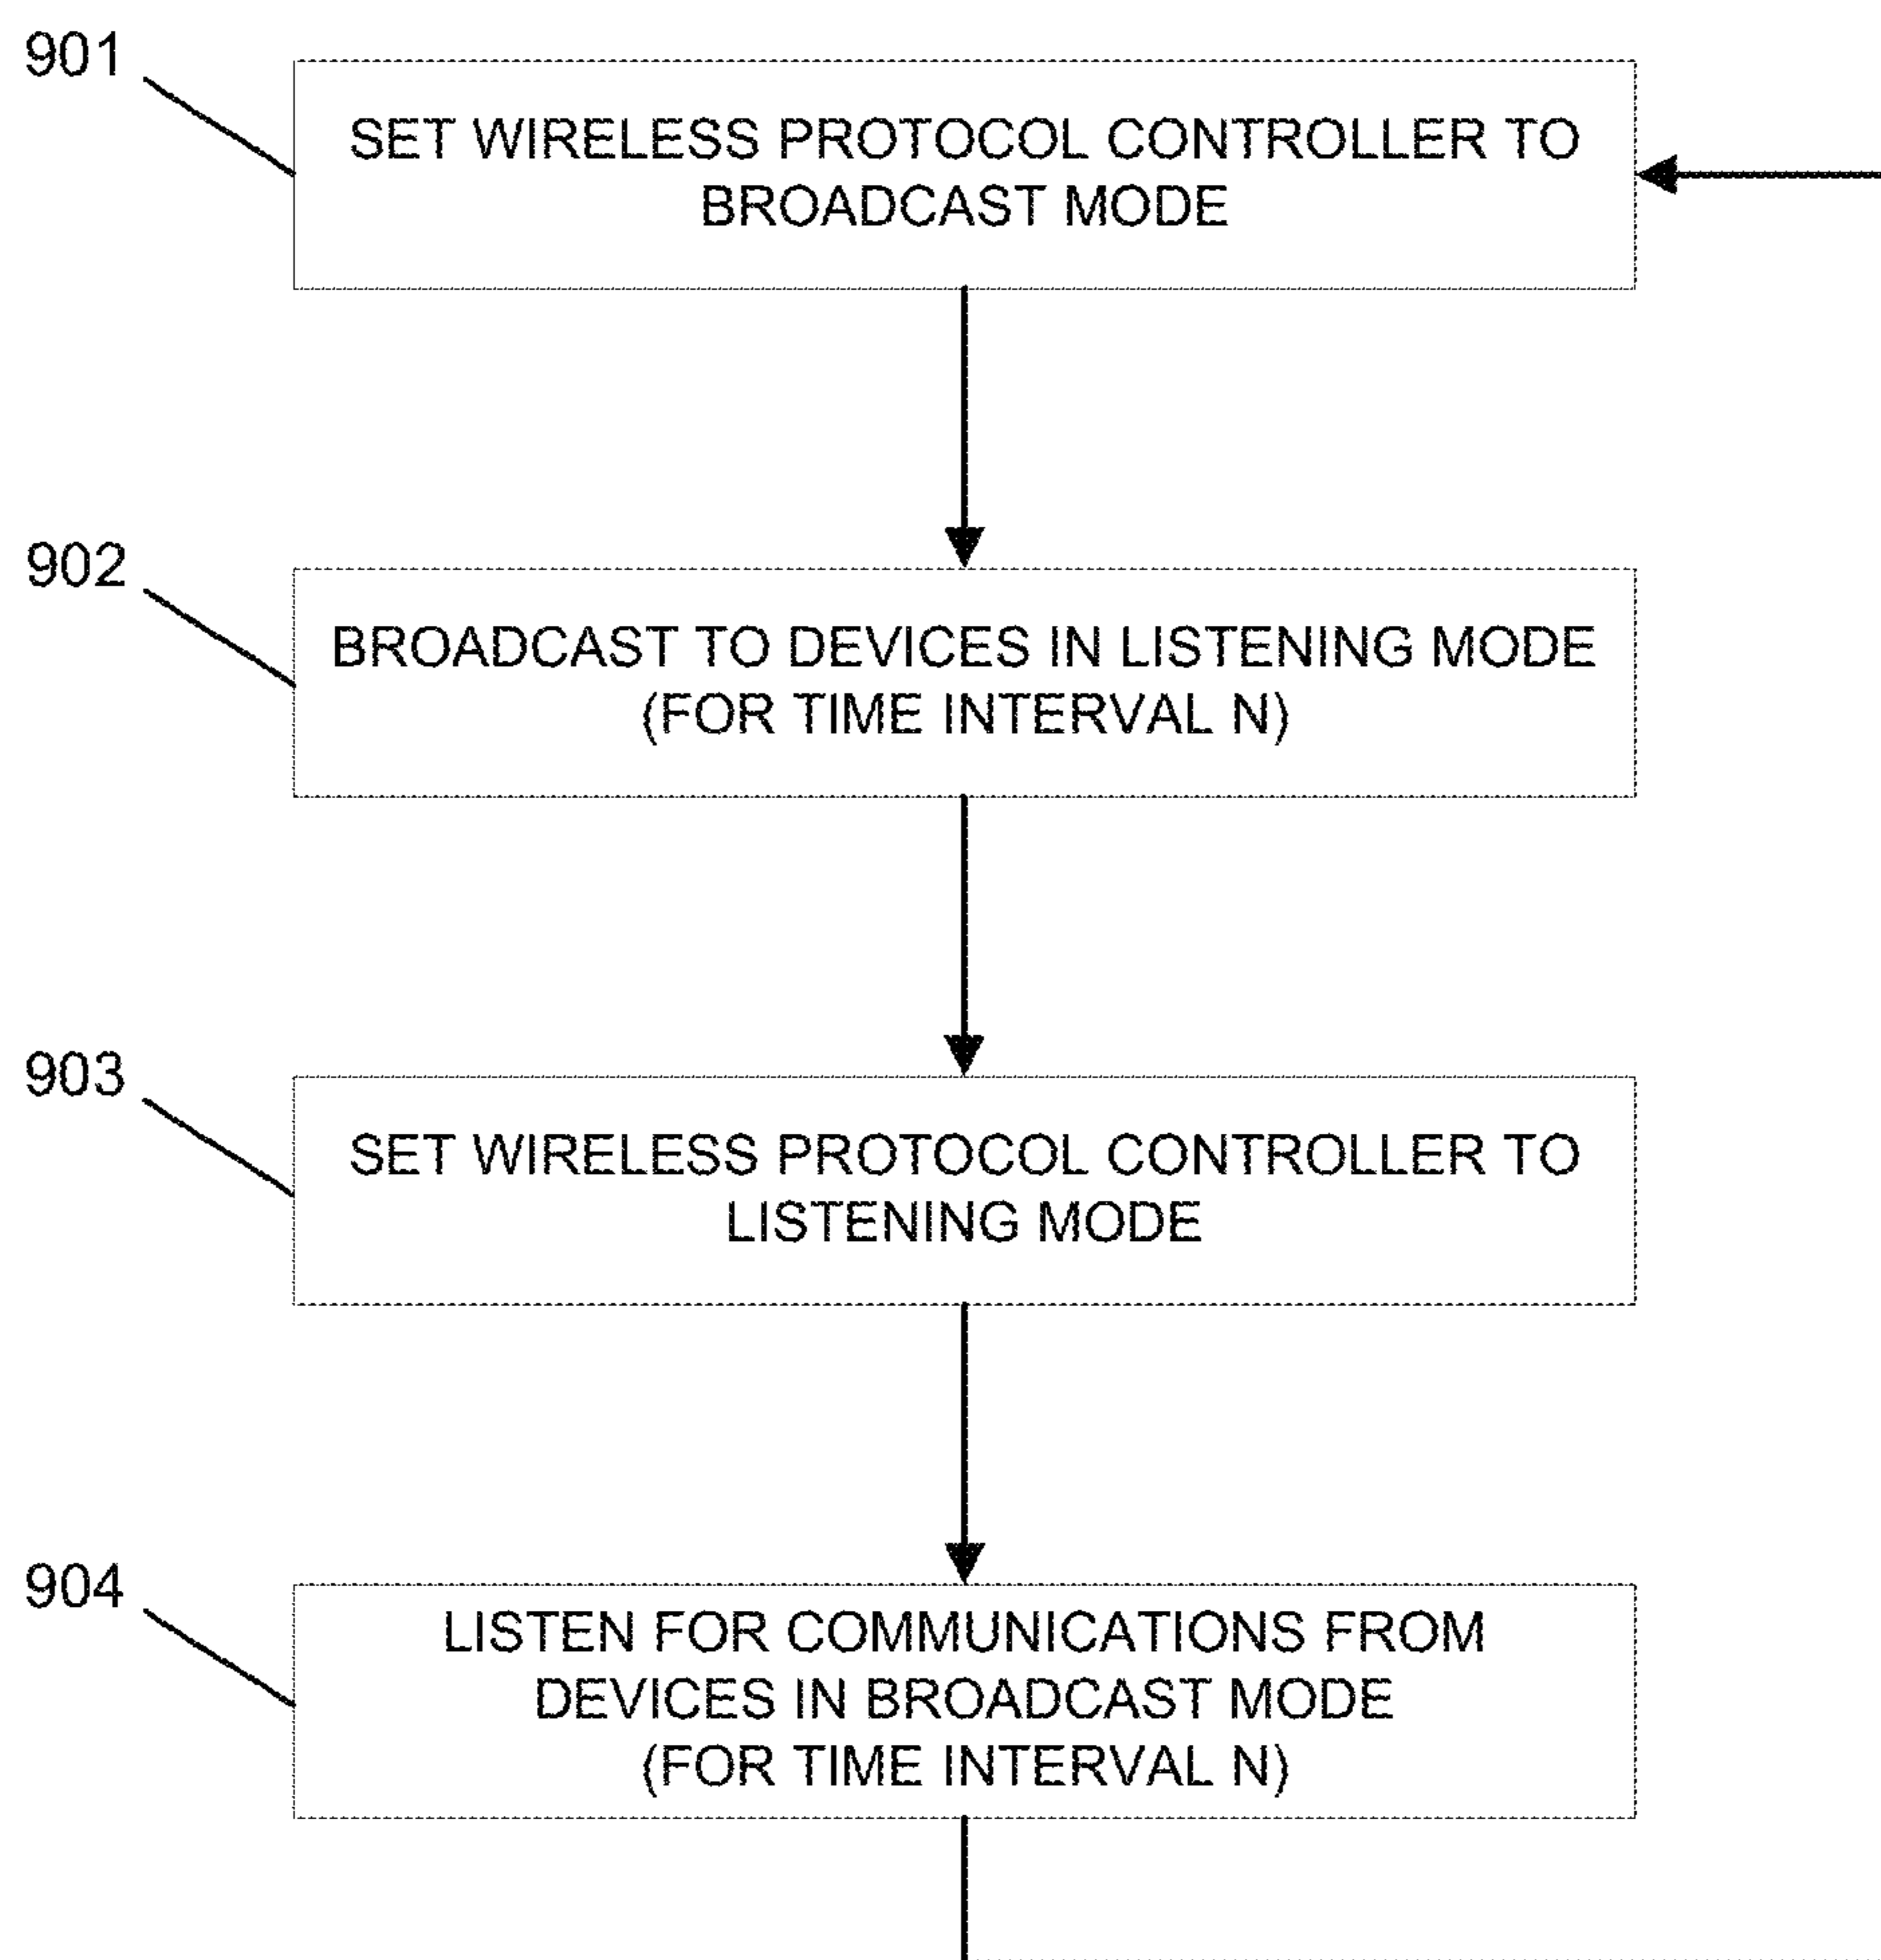 901
SET WIRELESS PROTOCOL CONTROLLER TO
BROADCAST MODE
902
BROADCAST TO DEVICES IN LISTENING MODE
(FOR TIME INTERVAL N)
903
SET WIRELESS PROTOCOL CONTROLLER TO
LISTENING MODE
904
LISTEN FOR COMMUNICATIONS FROM
DEVICES IN BROADCAST MODE
(FOR TIME INTERVAL N)